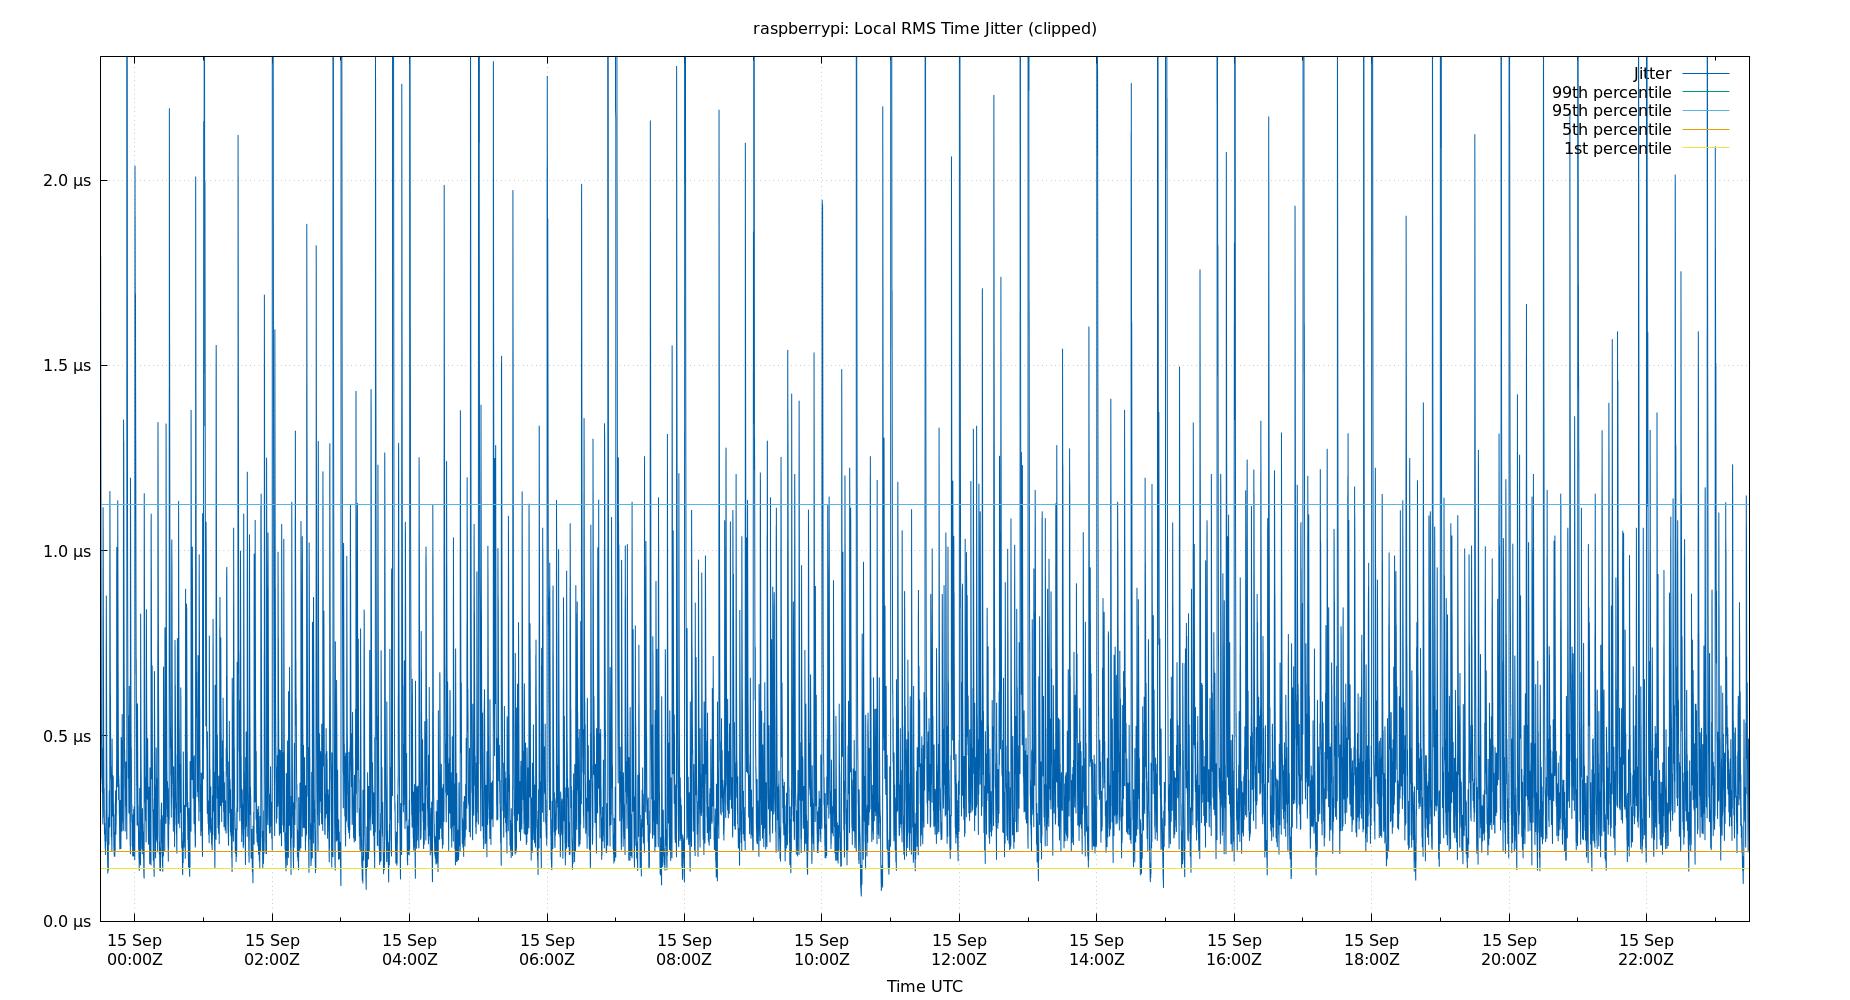 raspberrypi: Local RMS Time Jitter (clipped)
Jitter
99th percentile
95th percentile
5th percentile
1st percentile
2.0 µs
1.5 µs
1.0 µs
0.5 µs
0.0 µs
15 Sep 15 Sep 15 Sep 15 Sep 15 Sep 15 Sep 15 Sep 15 Sep 15 Sep 15 Sep 15 Sep 15 Sep
00:00Z 02:00Z 04:00Z 06:00Z 08:00Z 10:00Z 12:00Z 14:00Z 16:00Z 18:00Z 20:00Z 22:00Z
Time UTC